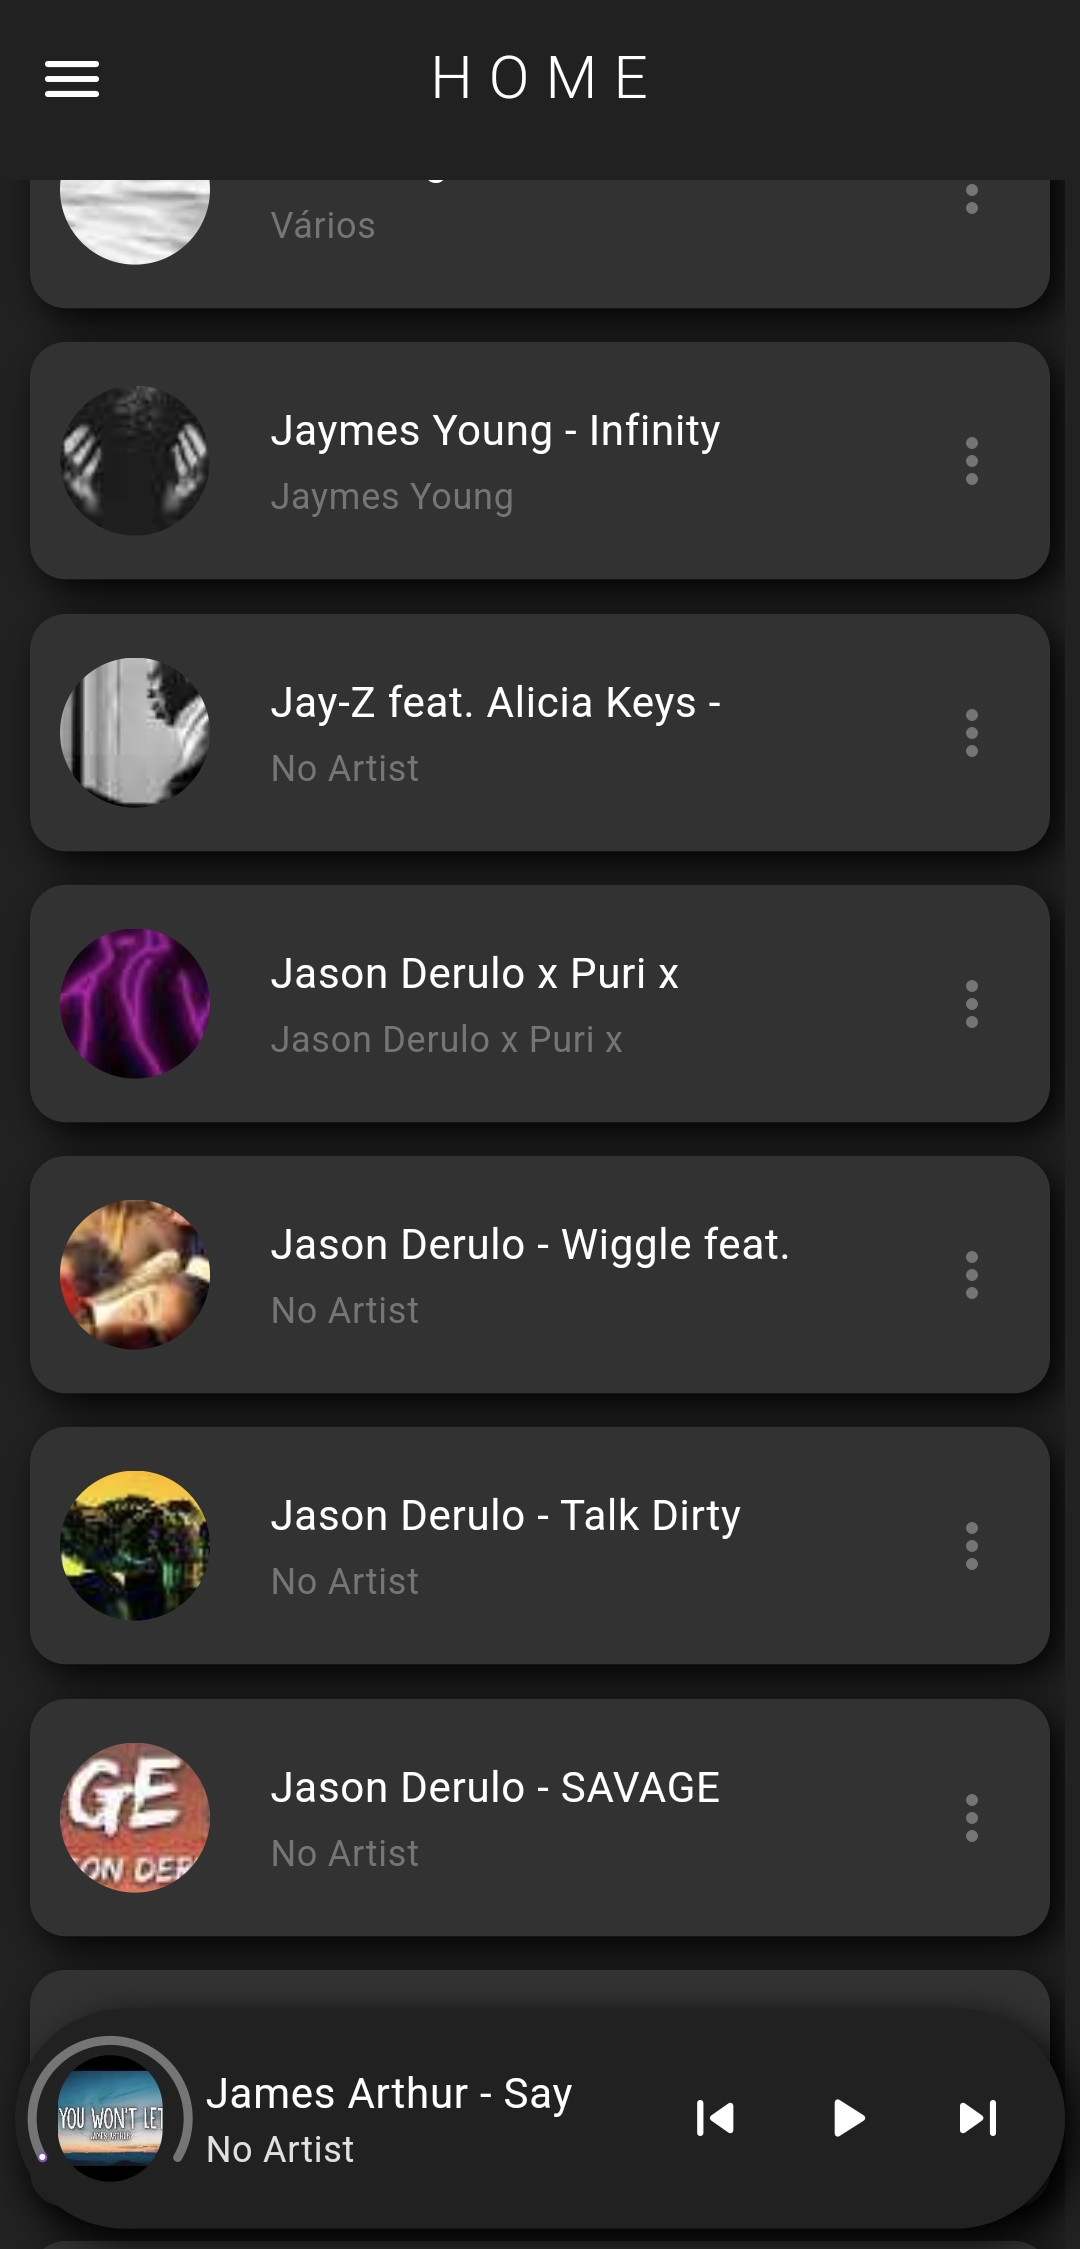 HOME
Vários
Jaymes Young - Infinity
Jaymes Young
Jay-Z feat. Alicia Keys -
No Artist
Jason Derulo x Puri x
Jason Derulo x Puri x
Jason Derulo - Wiggle feat.
No Artist
Jason Derulo - Talk Dirty
No Artist
GE
Jason Derulo - SAVAGE
ON DER
No Artist
YOU WON'T LET
JAMES ARTHUR
James Arthur - Say
No Artist